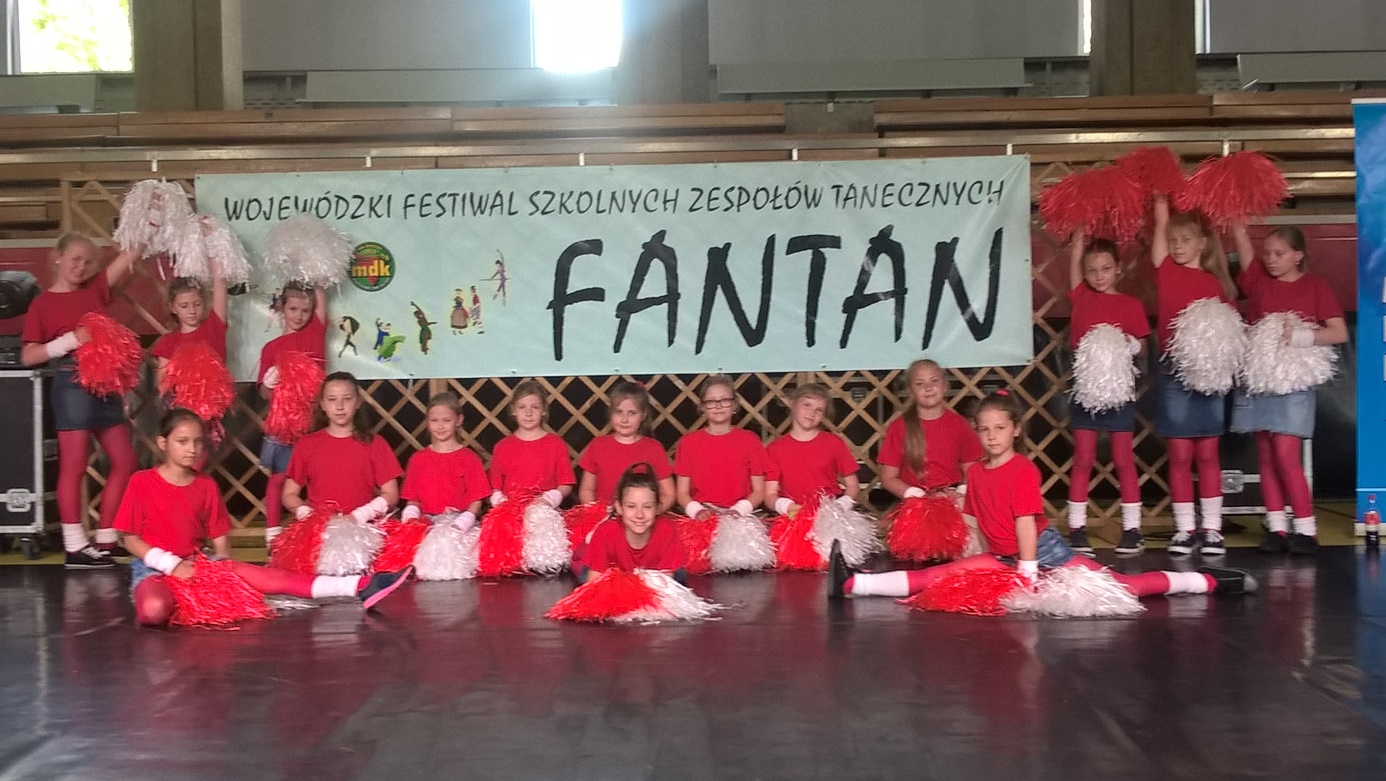 WOJEWÓDZKI FESTIWAL SZKOLNYCH ZESPOŁÓW TANECZNYCH
FANTAN
mdk